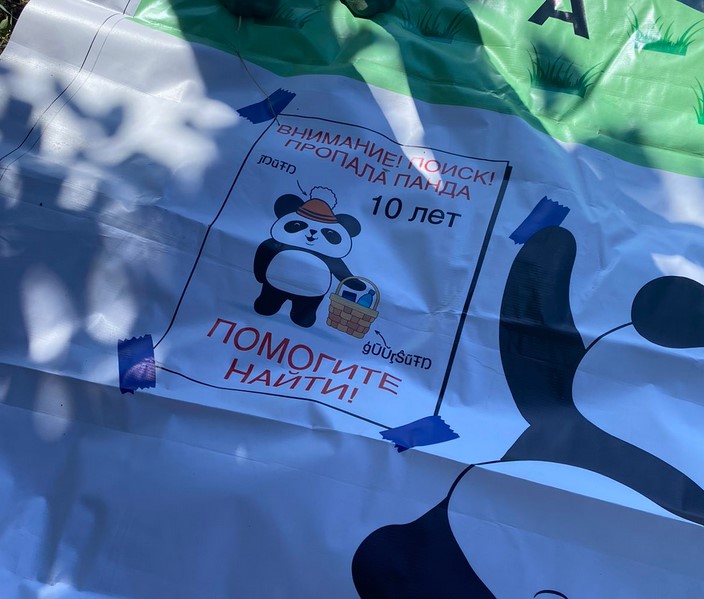 А
ВНИМАНИЕ! ПОИСК!
ПРОПАЛА ПАНДА
10 лет
ПОМОГИТЕ
НАЙТИ!